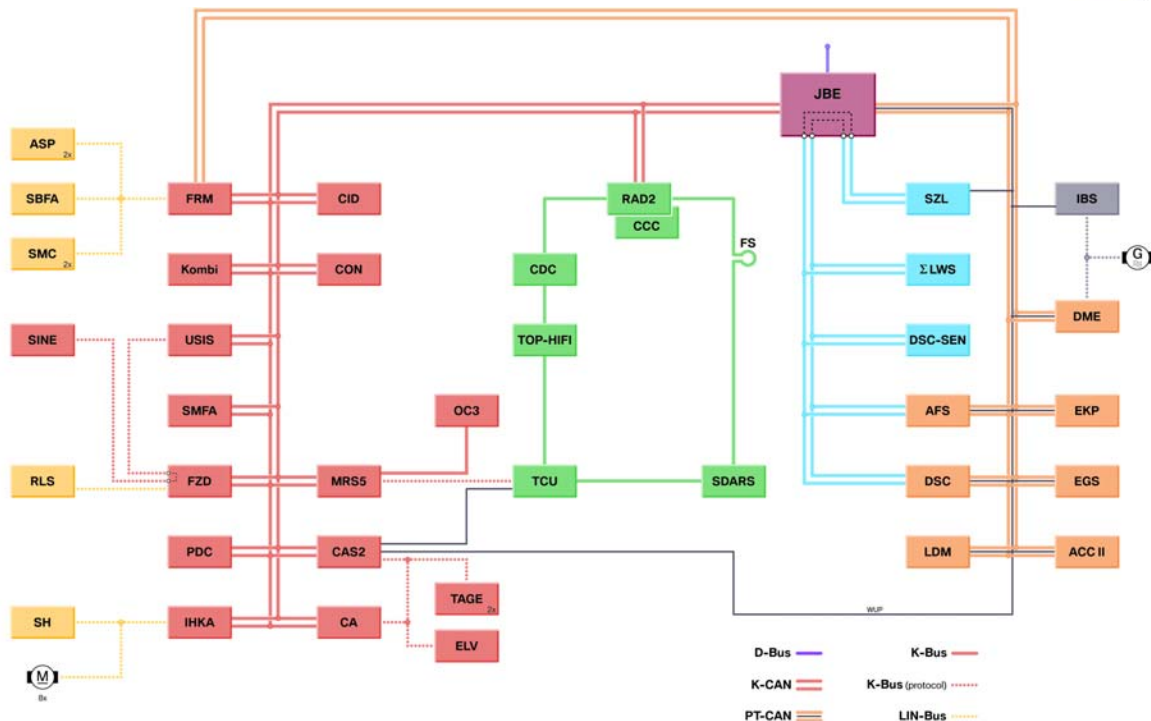 JBE
ASP
2x
SBFA
FRM
CID
RAD2
SZL
IBS
CCC
SMC
2x
FS
G
Kombi
CON
CDC
Σ LWS
DME
SINE
USIS
TOP-HIFI
DSC-SEN
SMFA
OC3
AFS
EKP
RLS
FZD
MRS5
TCU
SDARS
DSC
EGS
PDC
CAS2
LDM
ACC II
TAGE
2x
WUP
SH
IHKA
CA
ELV
M
8x
D-Bus
K-Bus
K-CAN
K-Bus (protocol)
PT-CAN
LIN-Bus